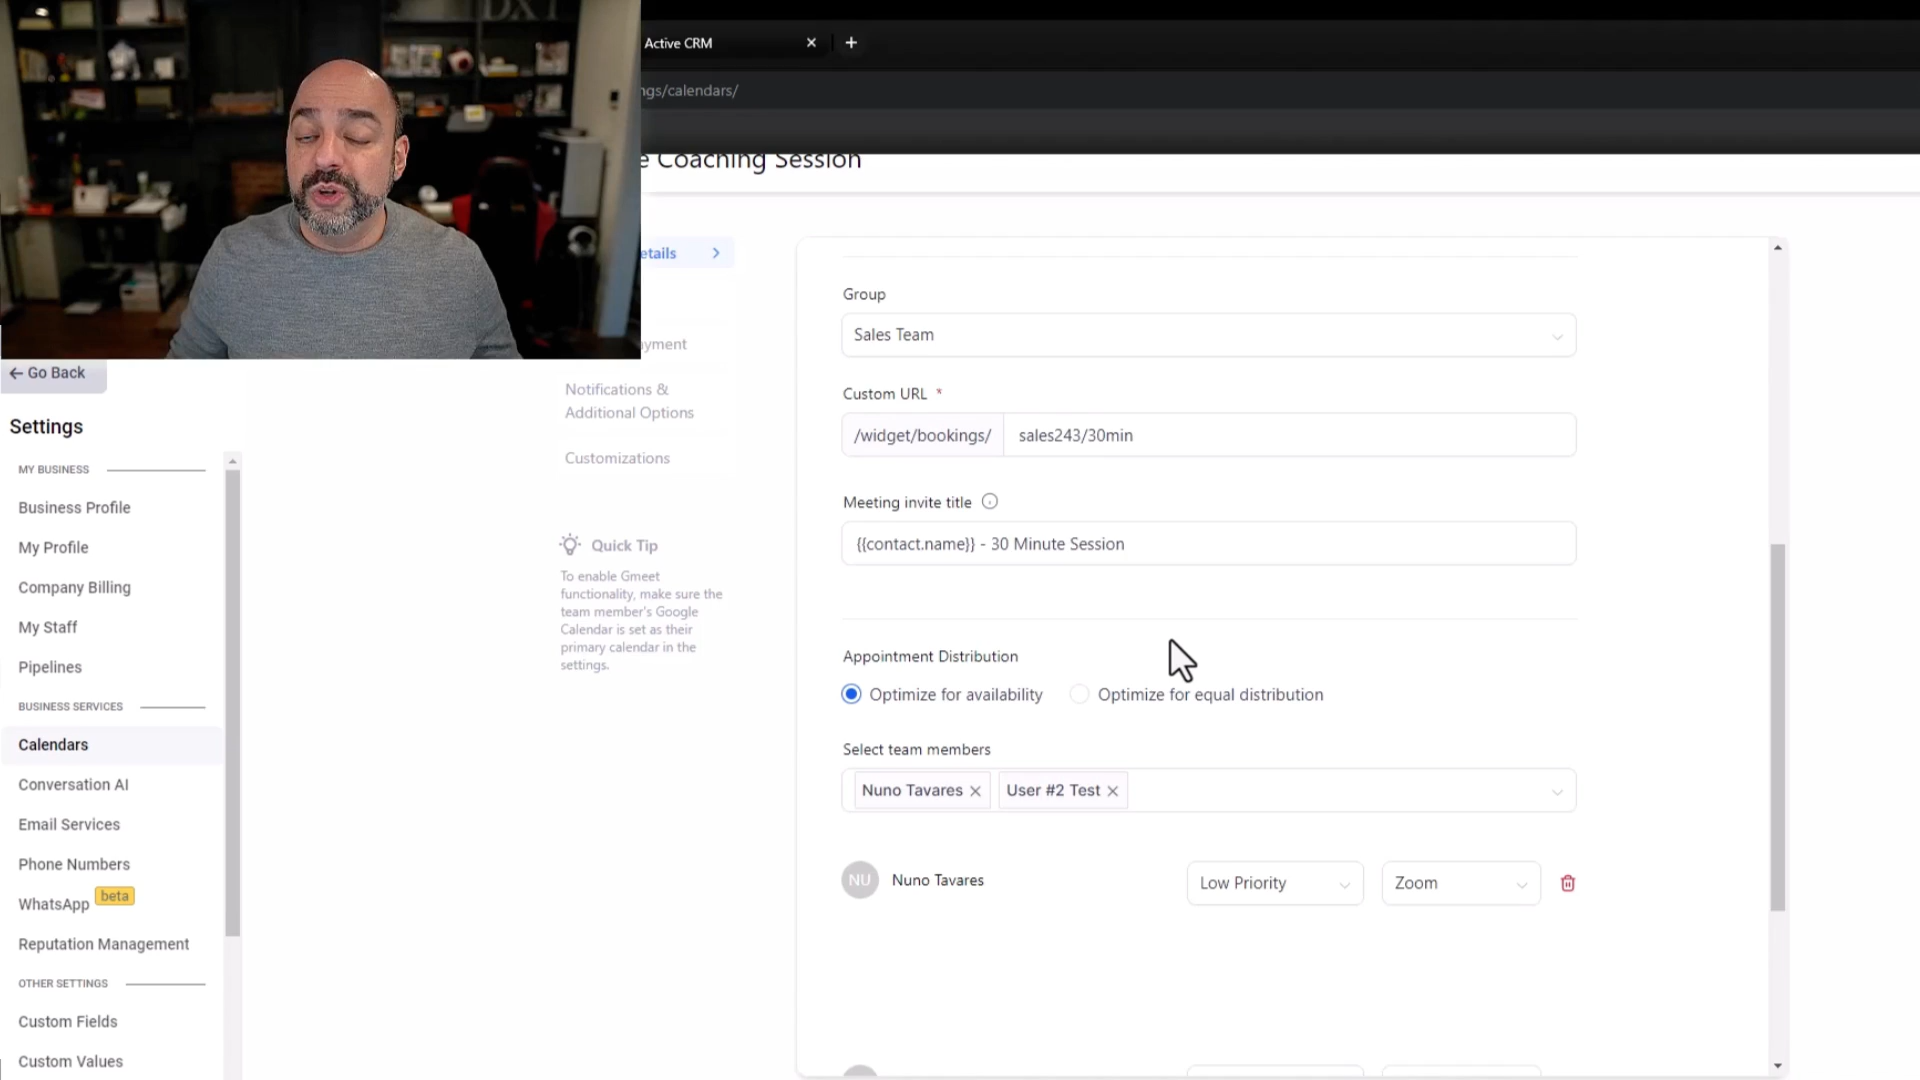 DXT
Active CRM
ngs/calendars/
e Coaching Session
etails
yment
Notifications &
Additional Options
Customizations
Quick Tip
To enable Gmeet
functionality, make sure the
team member's Google
Calendar is set as their
primary calendar in the
settings.
Go Back
Settings
MY BUSINESS
Business Profile
My Profile
Company Billing
My Staff
Pipelines
BUSINESS SERVICES
Calendars
Conversation AI
Email Services
Phone Numbers
WhatsApp beta
Reputation Management
OTHER SETTINGS
Custom Fields
Custom Values
Group
Sales Team
Custom URL *
/widget/bookings/ sales243/30min
Meeting invite title
{{contact.name}} - 30 Minute Session
Appointment Distribution
Optimize for availability Optimize for equal distribution
Select team members
Nuno Tavares User #2 Test
NU Nuno Tavares Low Priority Zoom